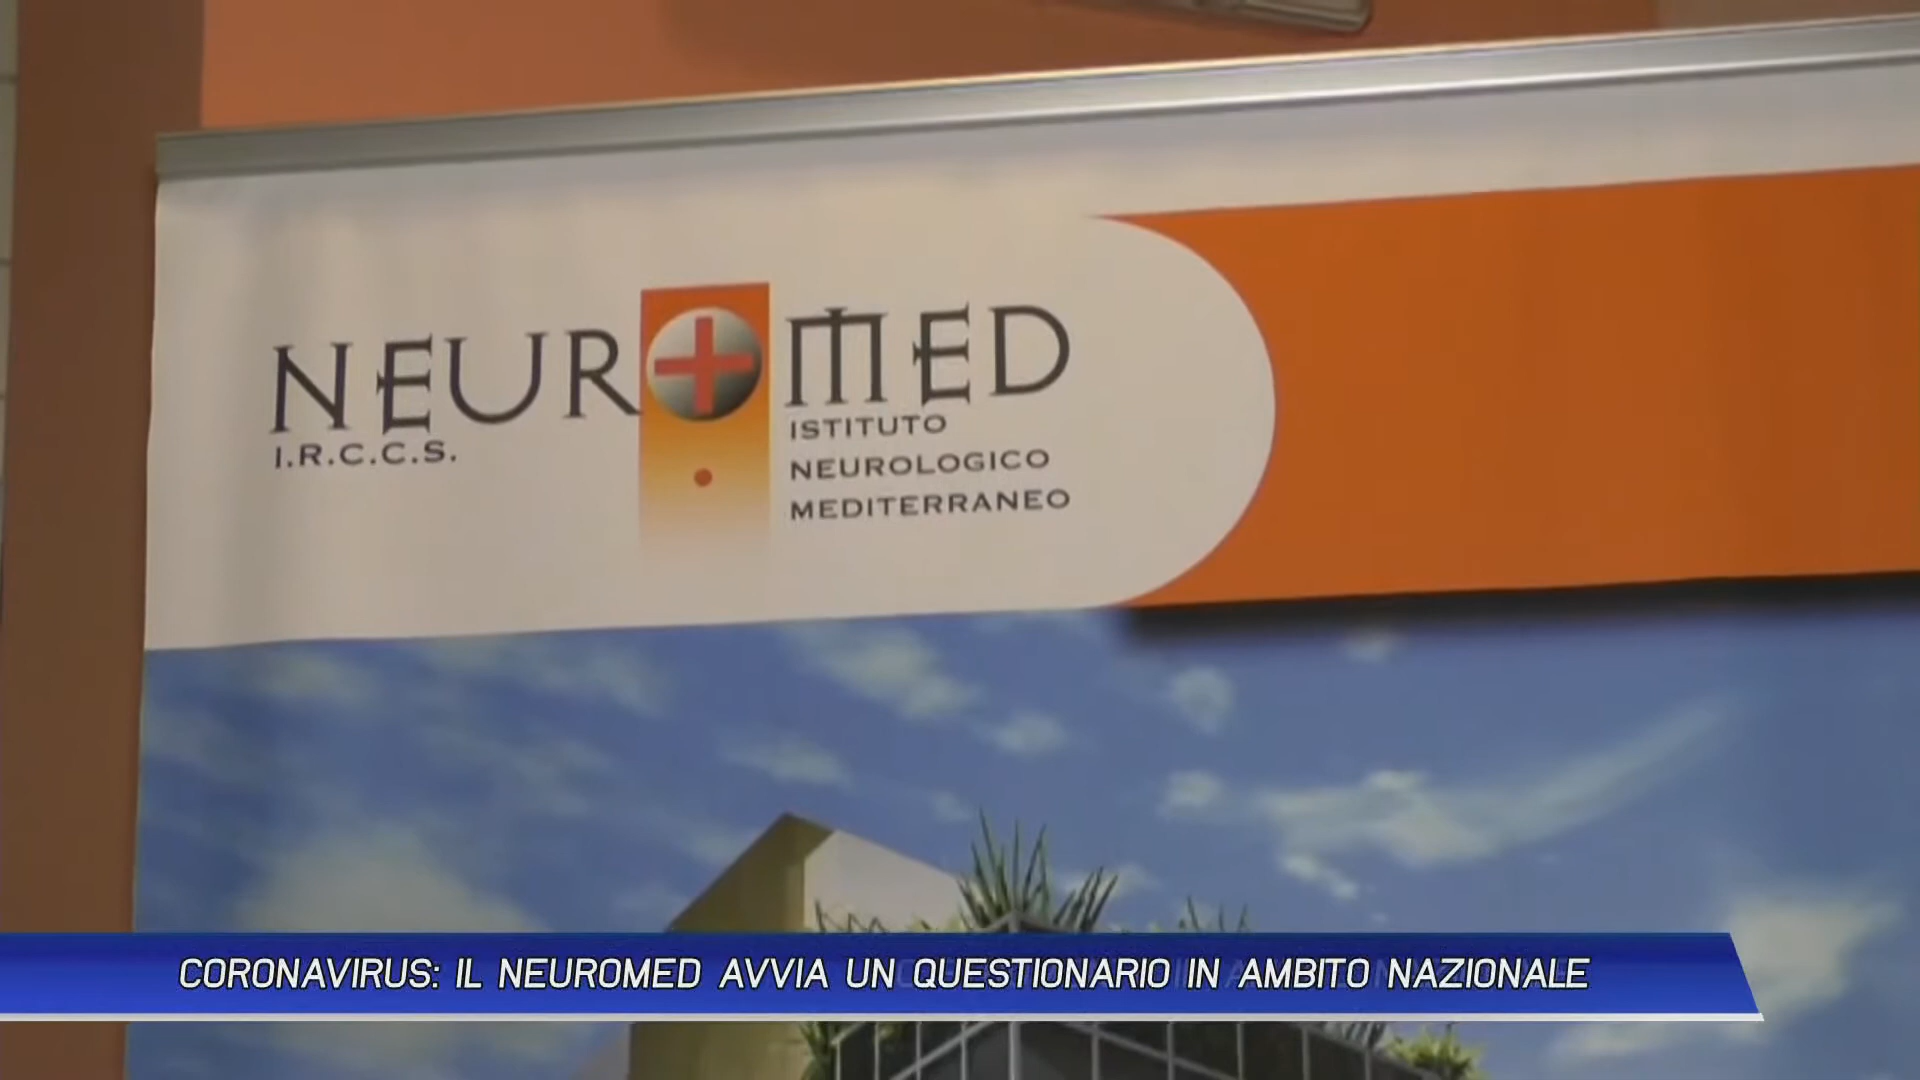 NEUROMED
I.R.C.C.S.
ISTITUTO
NEUROLOGICO
MEDITERRANEO
CORONAVIRUS: IL NEUROMED AVVIA UN QUESTIONARIO IN AMBITO NAZIONALE